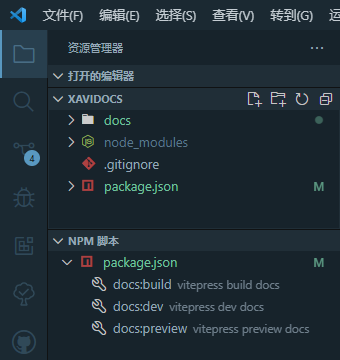 文件(F) 编辑(E) 选择(S) 查看(V) 转到(G)
资源管理器
打开的编辑器
XAVIDOCS
docs
node_modules
.gitignore
package.json M
4
NPM 脚本
package.json M
docs:build vitepress build docs
docs:dev vitepress dev docs
docs:preview vitepress preview docs